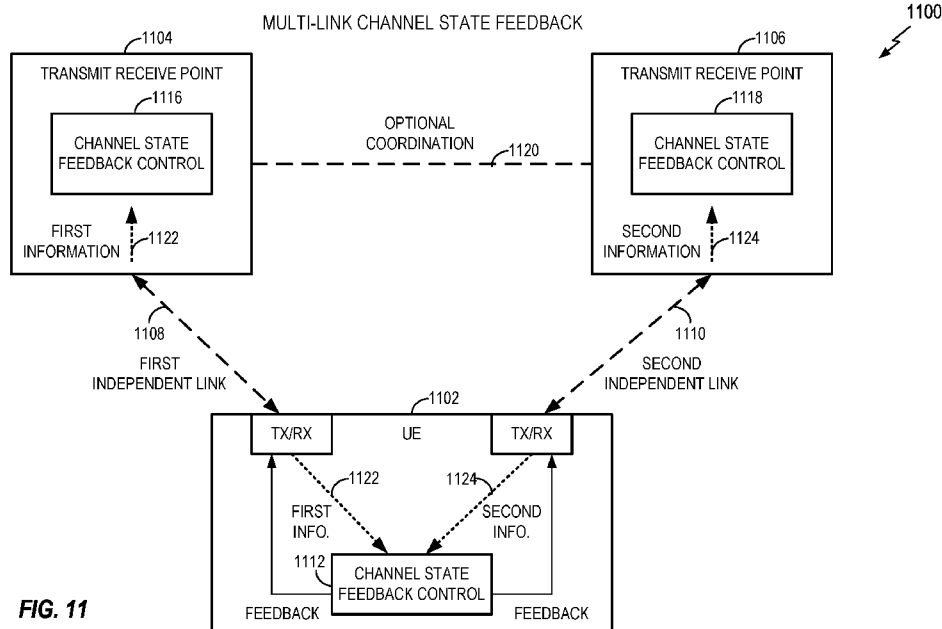 MULTI-LINK CHANNEL STATE FEEDBACK
1100
1104
TRANSMIT RECEIVE POINT
1116
CHANNEL STATE
FEEDBACK CONTROL
FIRST
INFORMATION
1122
OPTIONAL
COORDINATION
1120
1106
TRANSMIT RECEIVE POINT
1118
CHANNEL STATE
FEEDBACK CONTROL
SECOND
INFORMATION
1124
1108
FIRST
INDEPENDENT LINK
1110
SECOND
INDEPENDENT LINK
1102
TX/RX
UE
TX/RX
1122
1124
FIRST
INFO.
SECOND
INFO.
1112
CHANNEL STATE
FEEDBACK CONTROL
FEEDBACK
FEEDBACK
FIG. 11